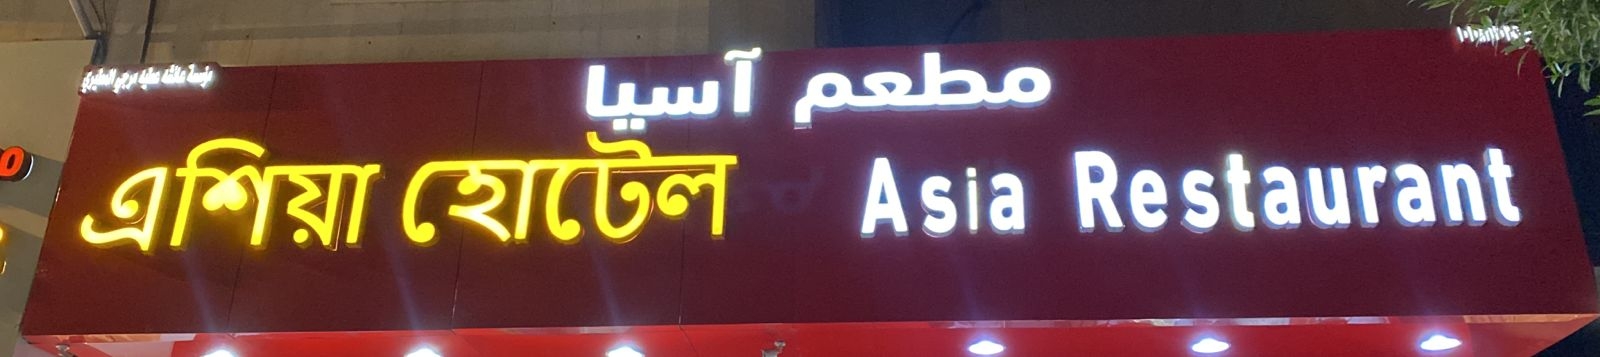 مطعم آسيا
এশিয়া হোটেল
Asia Restaurant